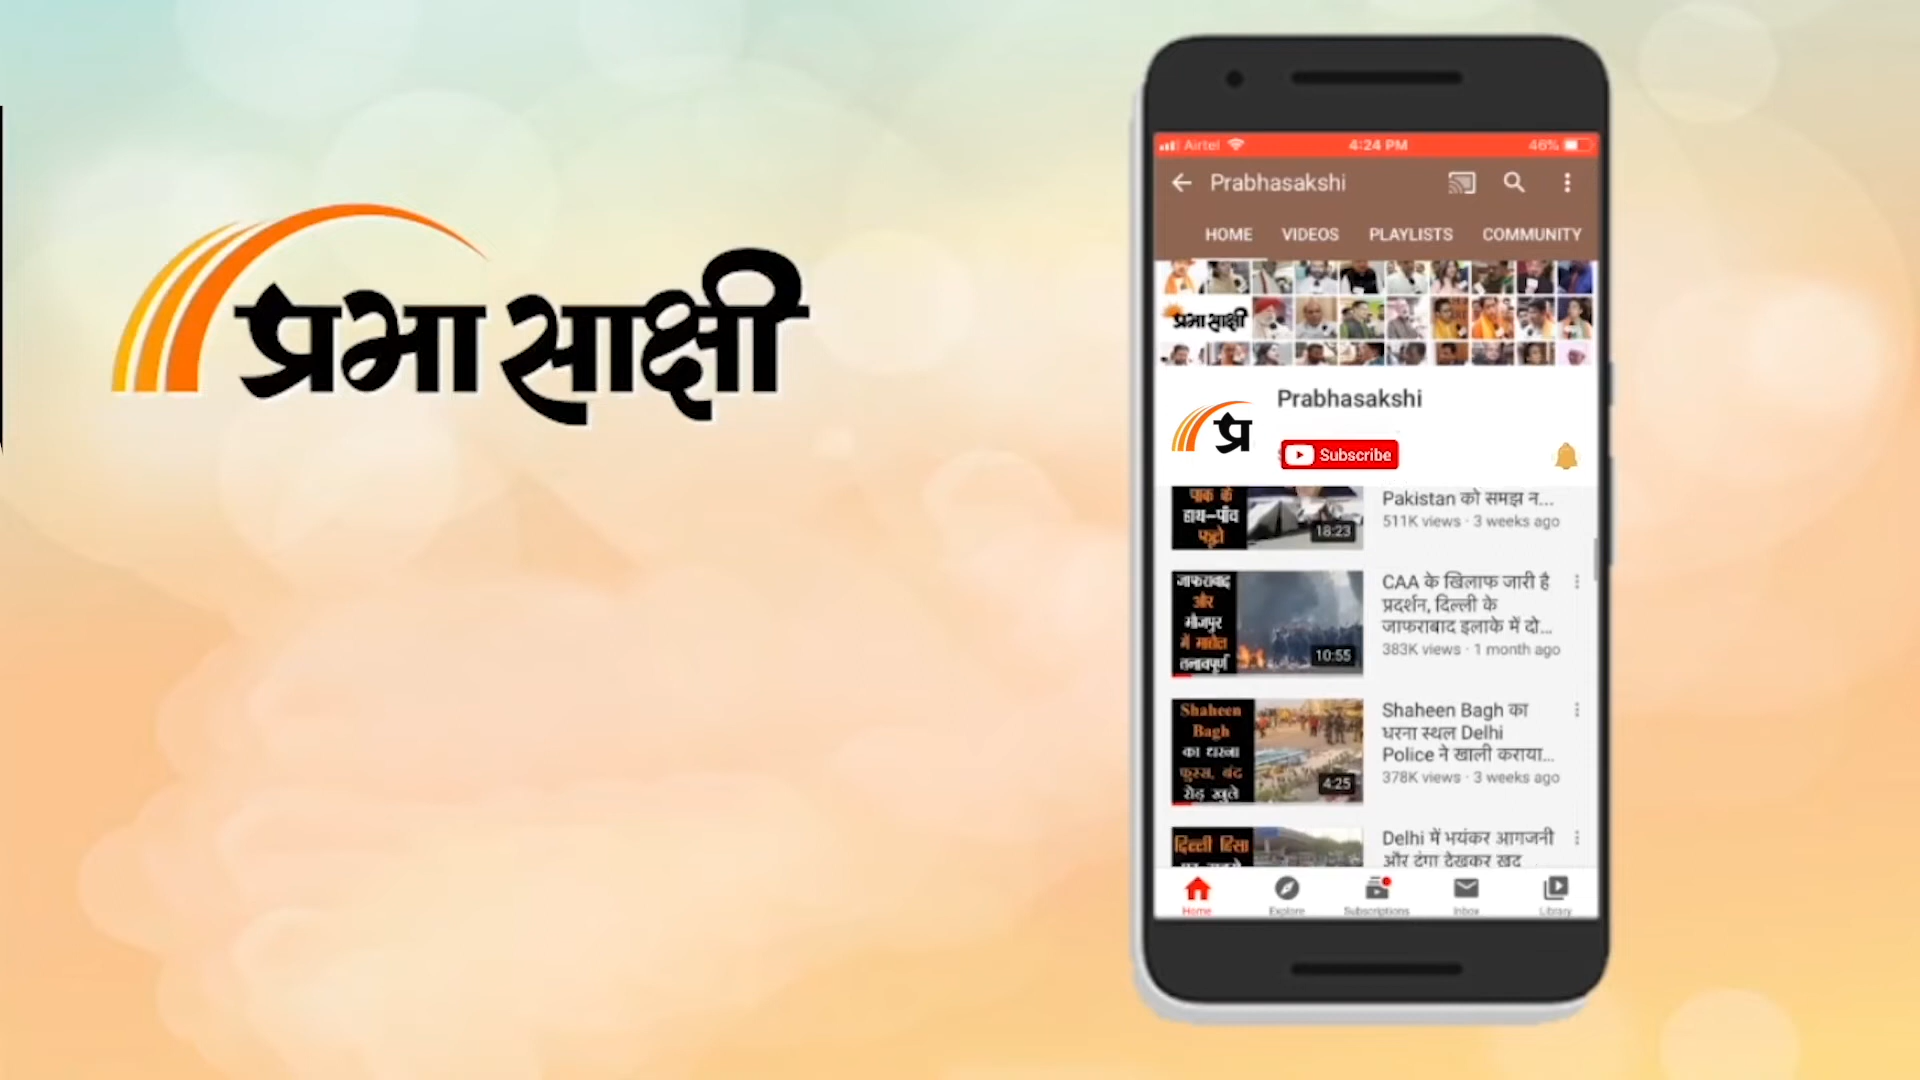 प्रभासाक्षी
Airtel 4:24 PM 46%
Prabhasakshi
HOME VIDEOS PLAYLISTS COMMUNITY
प्रभासाक्षी
Prabhasakshi
प्र
Subscribe
पाक के
हाथ-पाँव
फूले
18:23
Pakistan को समझ न...
511K views · 3 weeks ago
जाफराबाद
और
मौजपुर
में माहौल
तनावपूर्ण
10:55
CAA के खिलाफ जारी है
प्रदर्शन, दिल्ली के
जाफराबाद इलाके में दो...
383K views · 1 month ago
Shaheen
Bagh
का धरना
फुस्स, बंद
रोड़ खुले
4:25
Shaheen Bagh का
धरना स्थल Delhi
Police ने खाली कराया...
378K views · 3 weeks ago
दिल्ली हिंसा
Delhi में भयंकर आगजनी
और दंगा देखकर खुद
Home Explore Subscriptions Inbox Library